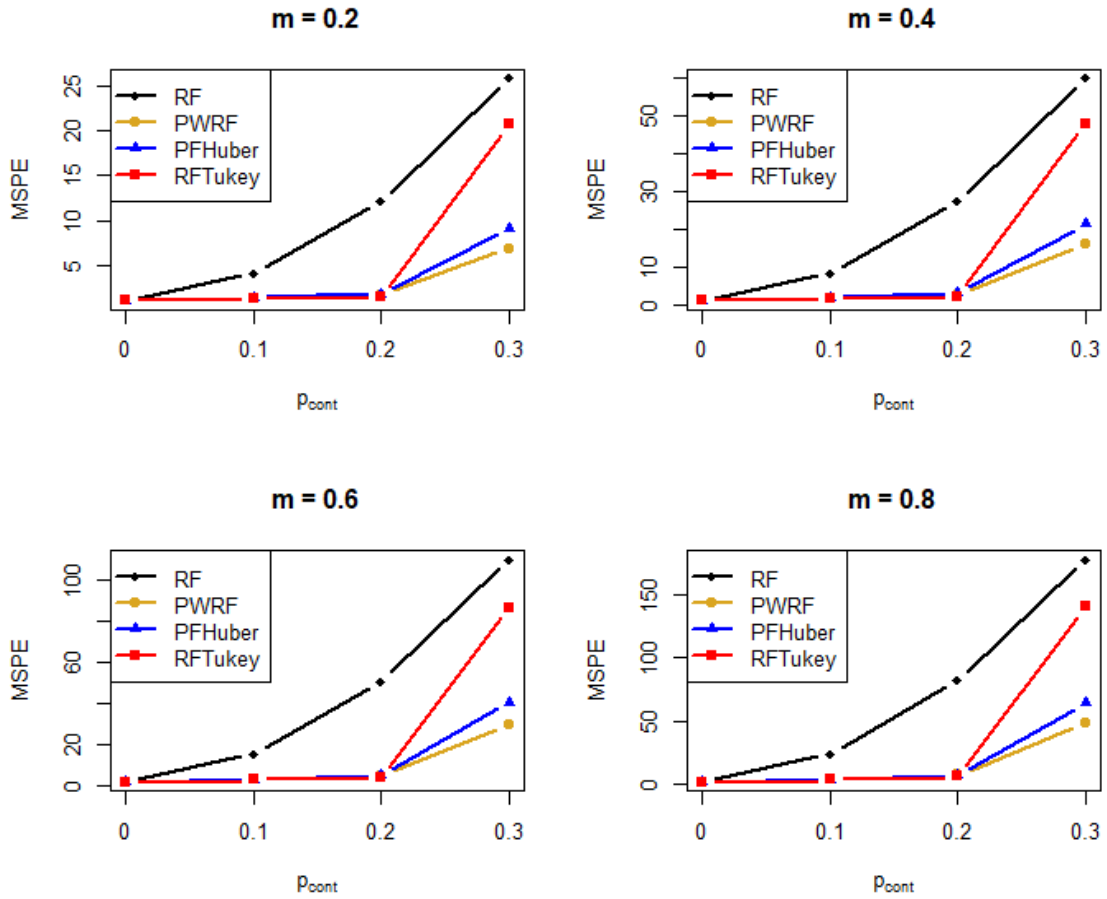 m = 0.2
MSPE
25
20
15
10
5
RF
PWRF
PFHuber
RFTukey
0 0.1 0.2 0.3
pcont
m = 0.4
MSPE
50
30
10
0
RF
PWRF
PFHuber
RFTukey
0 0.1 0.2 0.3
pcont
m = 0.6
MSPE
100
60
20
0
RF
PWRF
PFHuber
RFTukey
0 0.1 0.2 0.3
pcont
m = 0.8
MSPE
150
100
50
0
RF
PWRF
PFHuber
RFTukey
0 0.1 0.2 0.3
pcont